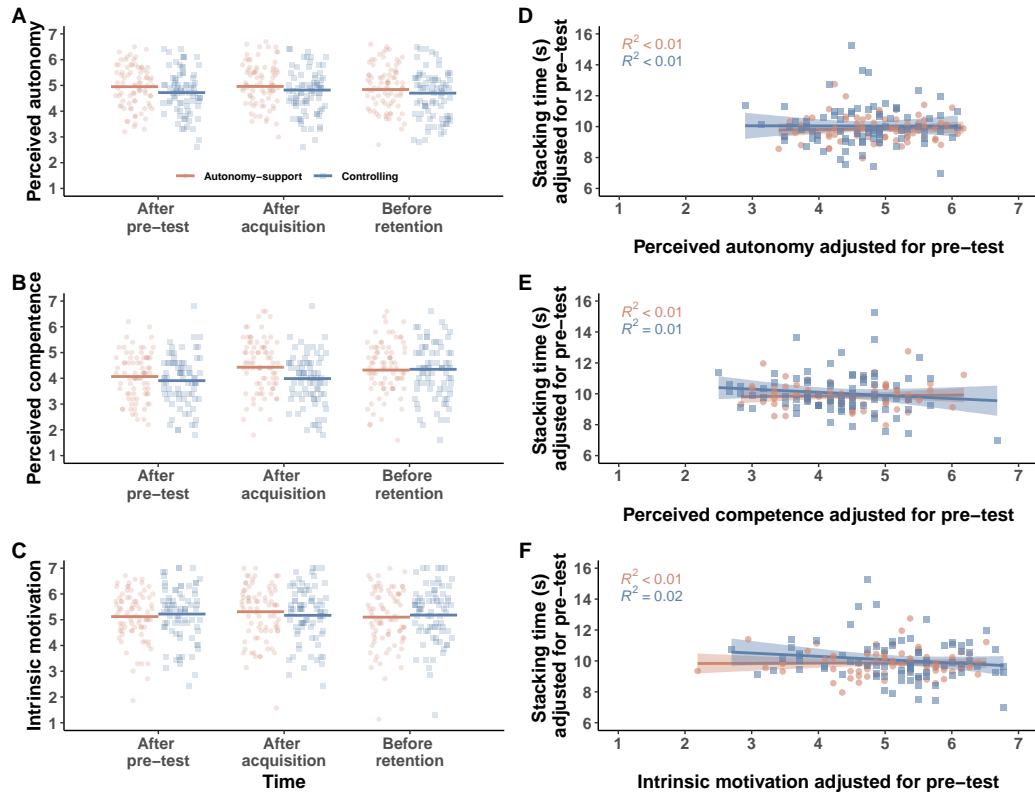 A
Perceived autonomy
7
6
5
4
3
2
1
Autonomy−support
Controlling
After
pre−test
After
acquisition
Before
retention
B
Perceived compentence
7
6
5
4
3
2
1
After
pre−test
After
acquisition
Before
retention
C
Intrinsic motivation
7
6
5
4
3
2
1
After
pre−test
After
acquisition
Before
retention
Time
D
Stacking time (s)
adjusted for pre−test
16
14
12
10
8
6
R² < 0.01
R² < 0.01
1 2 3 4 5 6 7
Perceived autonomy adjusted for pre−test
E
Stacking time (s)
adjusted for pre−test
16
14
12
10
8
6
R² < 0.01
R² = 0.01
1 2 3 4 5 6 7
Perceived competence adjusted for pre−test
F
Stacking time (s)
adjusted for pre−test
16
14
12
10
8
6
R² < 0.01
R² = 0.02
1 2 3 4 5 6 7
Intrinsic motivation adjusted for pre−test